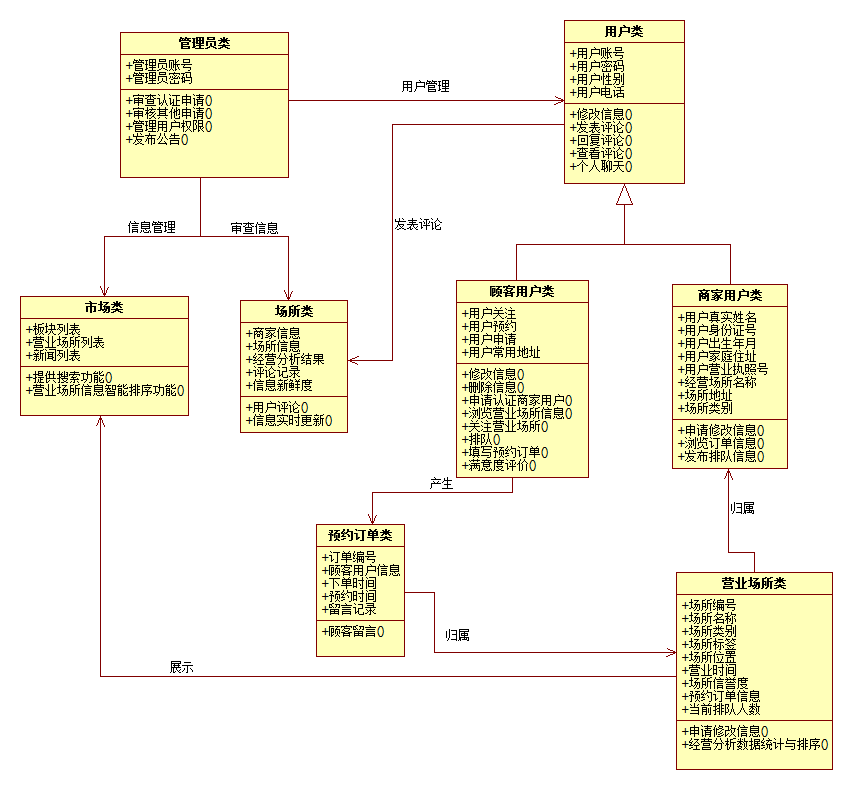 管理员类
+管理员账号
+管理员密码
+审查认证申请()
+审核其他申请()
+管理用户权限()
+发布公告()
用户管理
用户类
+用户账号
+用户密码
+用户性别
+用户电话
+修改信息()
+发表评论()
+回复评论()
+查看评论()
+个人聊天()
信息管理
审查信息
发表评论
市场类
+板块列表
+营业场所列表
+新闻列表
+提供搜索功能()
+营业场所信息智能排序功能()
场所类
+商家信息
+场所信息
+经营分析结果
+评论记录
+信息新鲜度
+用户评论()
+信息实时更新()
顾客用户类
+用户关注
+用户预约
+用户申请
+用户常用地址
+修改信息()
+删除信息()
+申请认证商家用户()
+浏览营业场所信息()
+关注营业场所()
+排队()
+填写预约订单()
+满意度评价()
商家用户类
+用户真实姓名
+用户身份证号
+用户出生年月
+用户家庭住址
+用户营业执照号
+经营场所名称
+场所地址
+场所类别
+申请修改信息()
+浏览订单信息()
+发布排队信息()
产生
归属
预约订单类
+订单编号
+顾客用户信息
+下单时间
+预约时间
+留言记录
+顾客留言()
归属
展示
营业场所类
+场所编号
+场所名称
+场所类别
+场所标签
+场所位置
+营业时间
+场所信誉度
+预约订单信息
+当前排队人数
+申请修改信息()
+经营分析数据统计与排序()